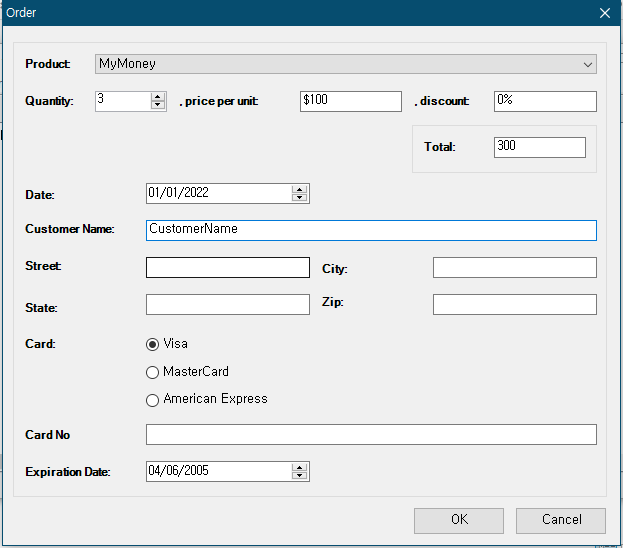 Order
Product: MyMoney
Quantity: 3 , price per unit: $100 , discount: 0%
Total: 300
Date: 01/01/2022
Customer Name: CustomerName
Street: City:
State: Zip:
Card: Visa
MasterCard
American Express
Card No
Expiration Date: 04/06/2005
OK Cancel